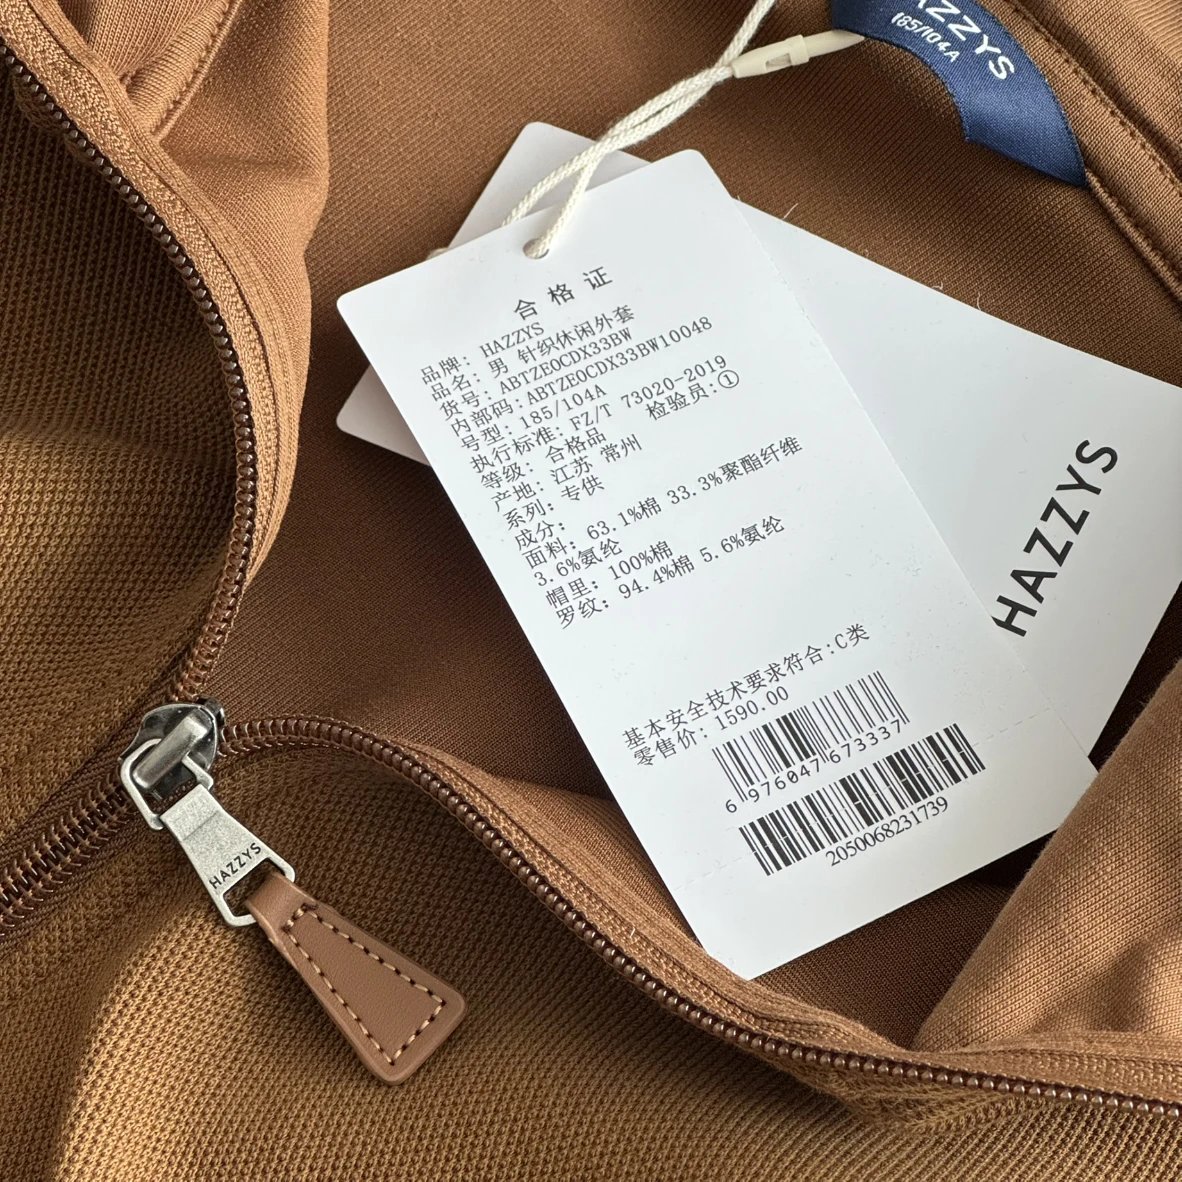 HAZZYS
185/104A
合格证
品牌: HAZZYS
品名: 男 针织休闲外套
货号: ABTZE0CDX33BW
内部码: ABTZE0CDX33BW10048
号型: 185/104A
执行标准: FZ/T 73020-2019
等级: 合格品 检验员:①
产地: 江苏 常州
系列: 专供
成分:
面料: 63.1%棉 33.3%聚酯纤维
3.6%氨纶
帽里: 100%棉
罗纹: 94.4%棉 5.6%氨纶
基本安全技术要求符合:C类
零售价: 1590.00
6 976047 673337
2050068231739
HAZZYS
HAZZYS